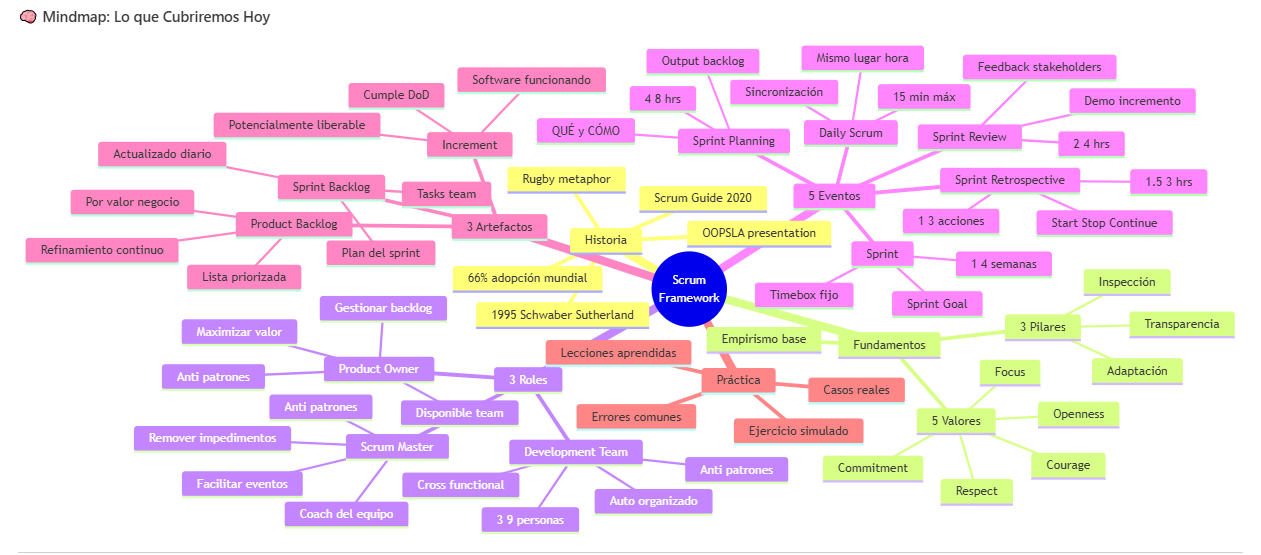 🧠 Mindmap: Lo que Cubriremos Hoy
Scrum
Framework
Historia
Rugby metaphor
Scrum Guide 2020
OOPSLA presentation
66% adopción mundial
1995 Schwaber Sutherland
3 Artefactos
Increment
Software funcionando
Cumple DoD
Potencialmente liberable
Sprint Backlog
Actualizado diario
Tasks team
Plan del sprint
Product Backlog
Por valor negocio
Refinamiento continuo
Lista priorizada
5 Eventos
Sprint Planning
Output backlog
4 8 hrs
QUÉ y CÓMO
Daily Scrum
Mismo lugar hora
Sincronización
15 min máx
Sprint Review
Feedback stakeholders
Demo incremento
2 4 hrs
Sprint Retrospective
1.5 3 hrs
1 3 acciones
Start Stop Continue
Sprint
1 4 semanas
Timebox fijo
Sprint Goal
Fundamentos
Empirismo base
3 Pilares
Inspección
Transparencia
Adaptación
5 Valores
Focus
Openness
Courage
Respect
Commitment
Práctica
Lecciones aprendidas
Casos reales
Errores comunes
Ejercicio simulado
3 Roles
Product Owner
Gestionar backlog
Maximizar valor
Anti patrones
Disponible team
Scrum Master
Anti patrones
Remover impedimentos
Facilitar eventos
Coach del equipo
Development Team
Cross functional
3 9 personas
Auto organizado
Anti patrones